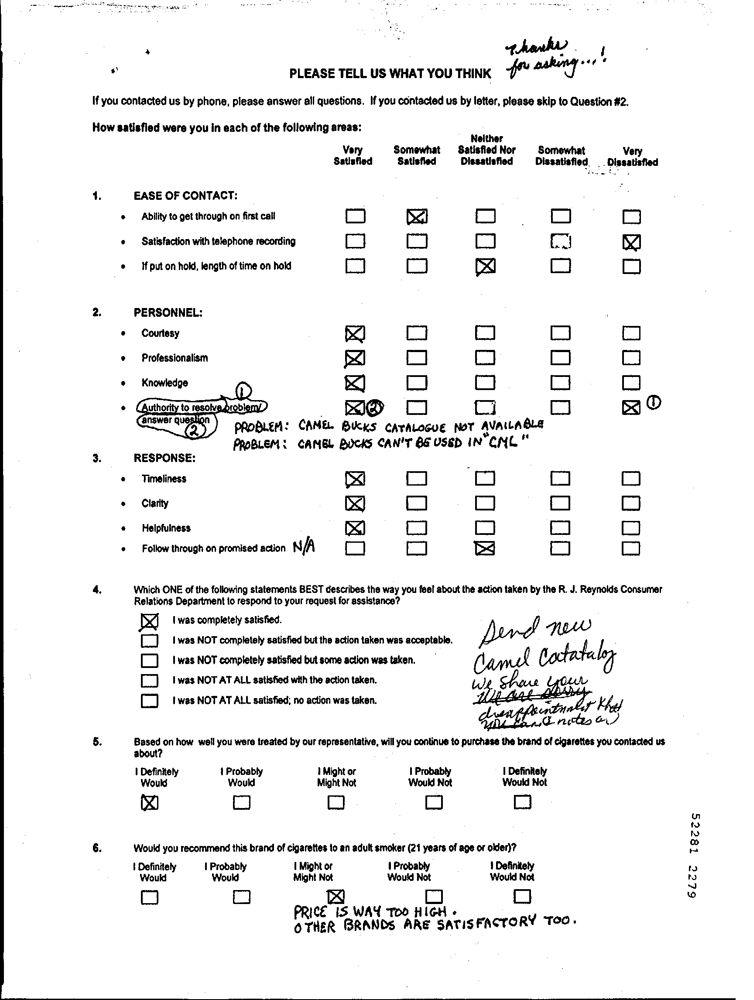 Thanks
for asking...!
PLEASE TELL US WHAT YOU THINK
If you contacted us by phone, please answer all questions. If you contacted us by letter, please skip to Question #2.
How satisfied were you in each of the following areas:
Very Satisfied Somewhat Satisfied Neither Satisfied Nor Dissatisfied Somewhat Dissatisfied Very Dissatisfied
1. EASE OF CONTACT:
• Ability to get through on first call
• Satisfaction with telephone recording
• If put on hold, length of time on hold
2. PERSONNEL:
• Courtesy
• Professionalism
• Knowledge
1
• Authority to resolve problem/ 2 1
answer question
2
PROBLEM: CAMEL BUCKS CATALOGUE NOT AVAILABLE
PROBLEM: CAMEL BUCKS CAN'T BE USED IN "CML"
3. RESPONSE:
• Timeliness
• Clarity
• Helpfulness
• Follow through on promised action N/A
4. Which ONE of the following statements BEST describes the way you feel about the action taken by the R. J. Reynolds Consumer
Relations Department to respond to your request for assistance?
I was completely satisfied.
I was NOT completely satisfied but the action taken was acceptable.
I was NOT completely satisfied but some action was taken.
I was NOT AT ALL satisfied with the action taken.
I was NOT AT ALL satisfied; no action was taken.
Send new
Camel Catatalog
We share your
disappointment that
5. Based on how well you were treated by our representative, will you continue to purchase the brand of cigarettes you contacted us
about?
I Definitely Would I Probably Would I Might or Might Not I Probably Would Not I Definitely Would Not
6. Would you recommend this brand of cigarettes to an adult smoker (21 years of age or older)?
I Definitely Would I Probably Would I Might or Might Not I Probably Would Not I Definitely Would Not
PRICE IS WAY TOO HIGH.
OTHER BRANDS ARE SATISFACTORY TOO.
52281 2279